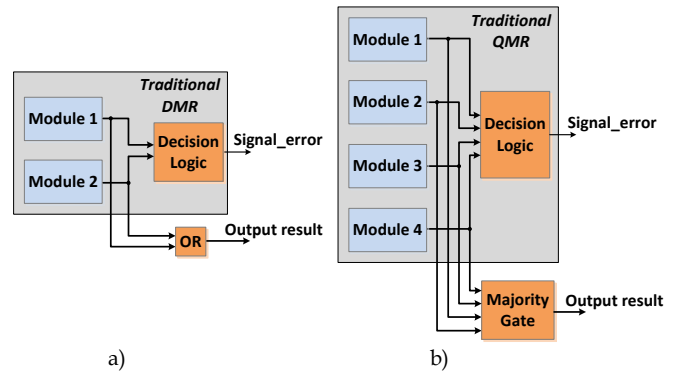 Traditional
DMR
Module 1
Module 2
Decision
Logic
Signal_error
OR
Output result
a)
Traditional
QMR
Module 1
Module 2
Module 3
Module 4
Decision
Logic
Signal_error
Majority
Gate
Output result
b)